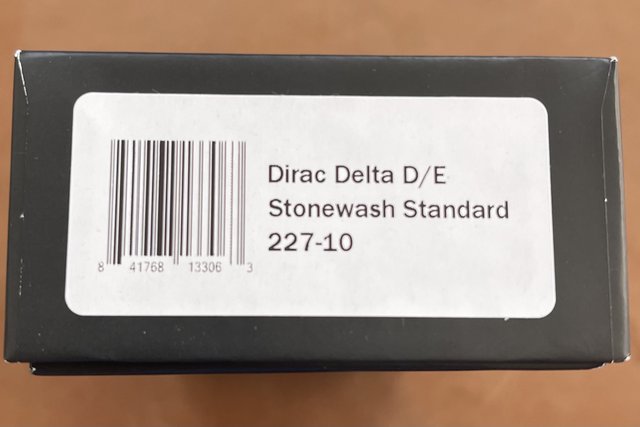 Dirac Delta D/E
Stonewash Standard
227-10
8 41768 13306 3